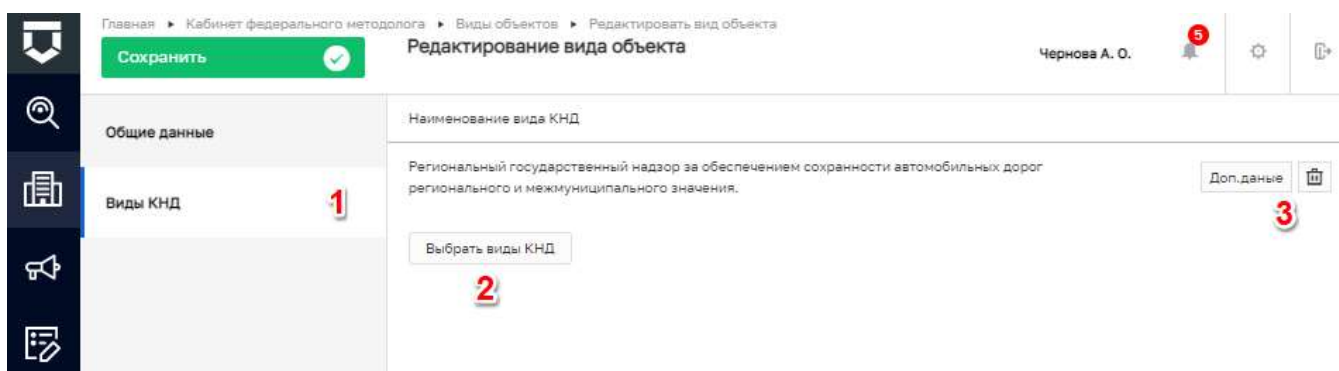 Главная ▸ Кабинет федерального методолога ▸ Виды объектов ▸ Редактировать вид объекта
Сохранить
Редактирование вида объекта
Чернова А. О.
5
Общие данные
Наименование вида КНД
Виды КНД
1
Региональный государственный надзор за обеспечением сохранности автомобильных дорог
регионального и межмуниципального значения.
Доп.даные
3
Выбрать виды КНД
2